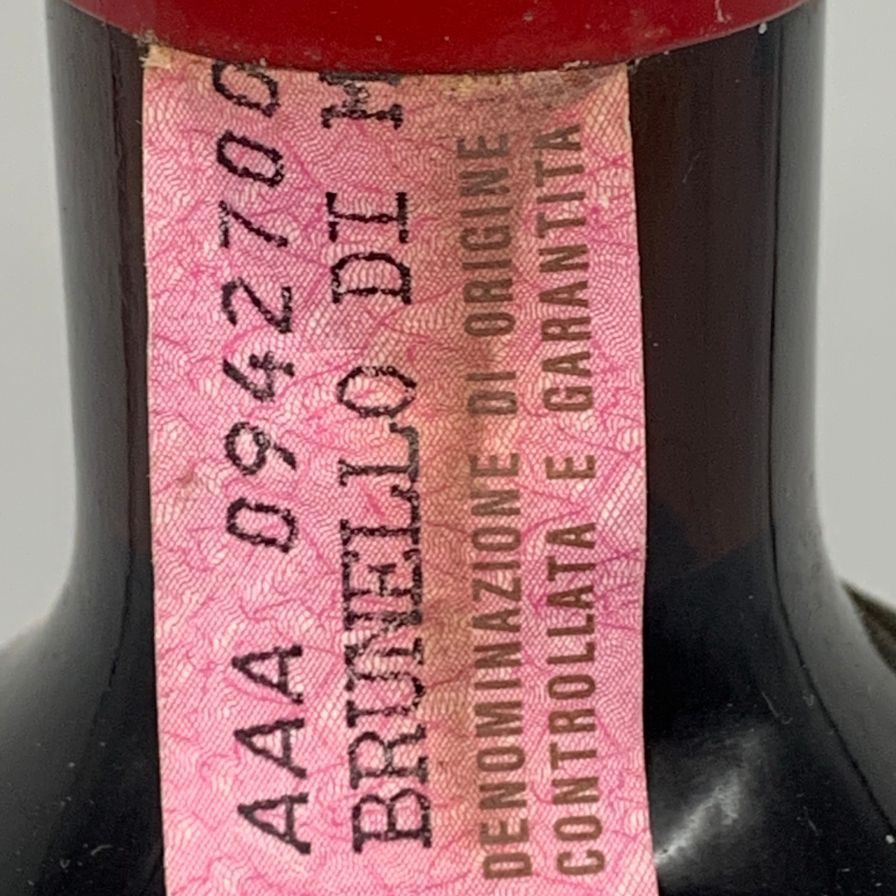 AAA 0942700
BRUNELLO DI M
DENOMINAZIONE DI ORIGINE
CONTROLLATA E GARANTITA